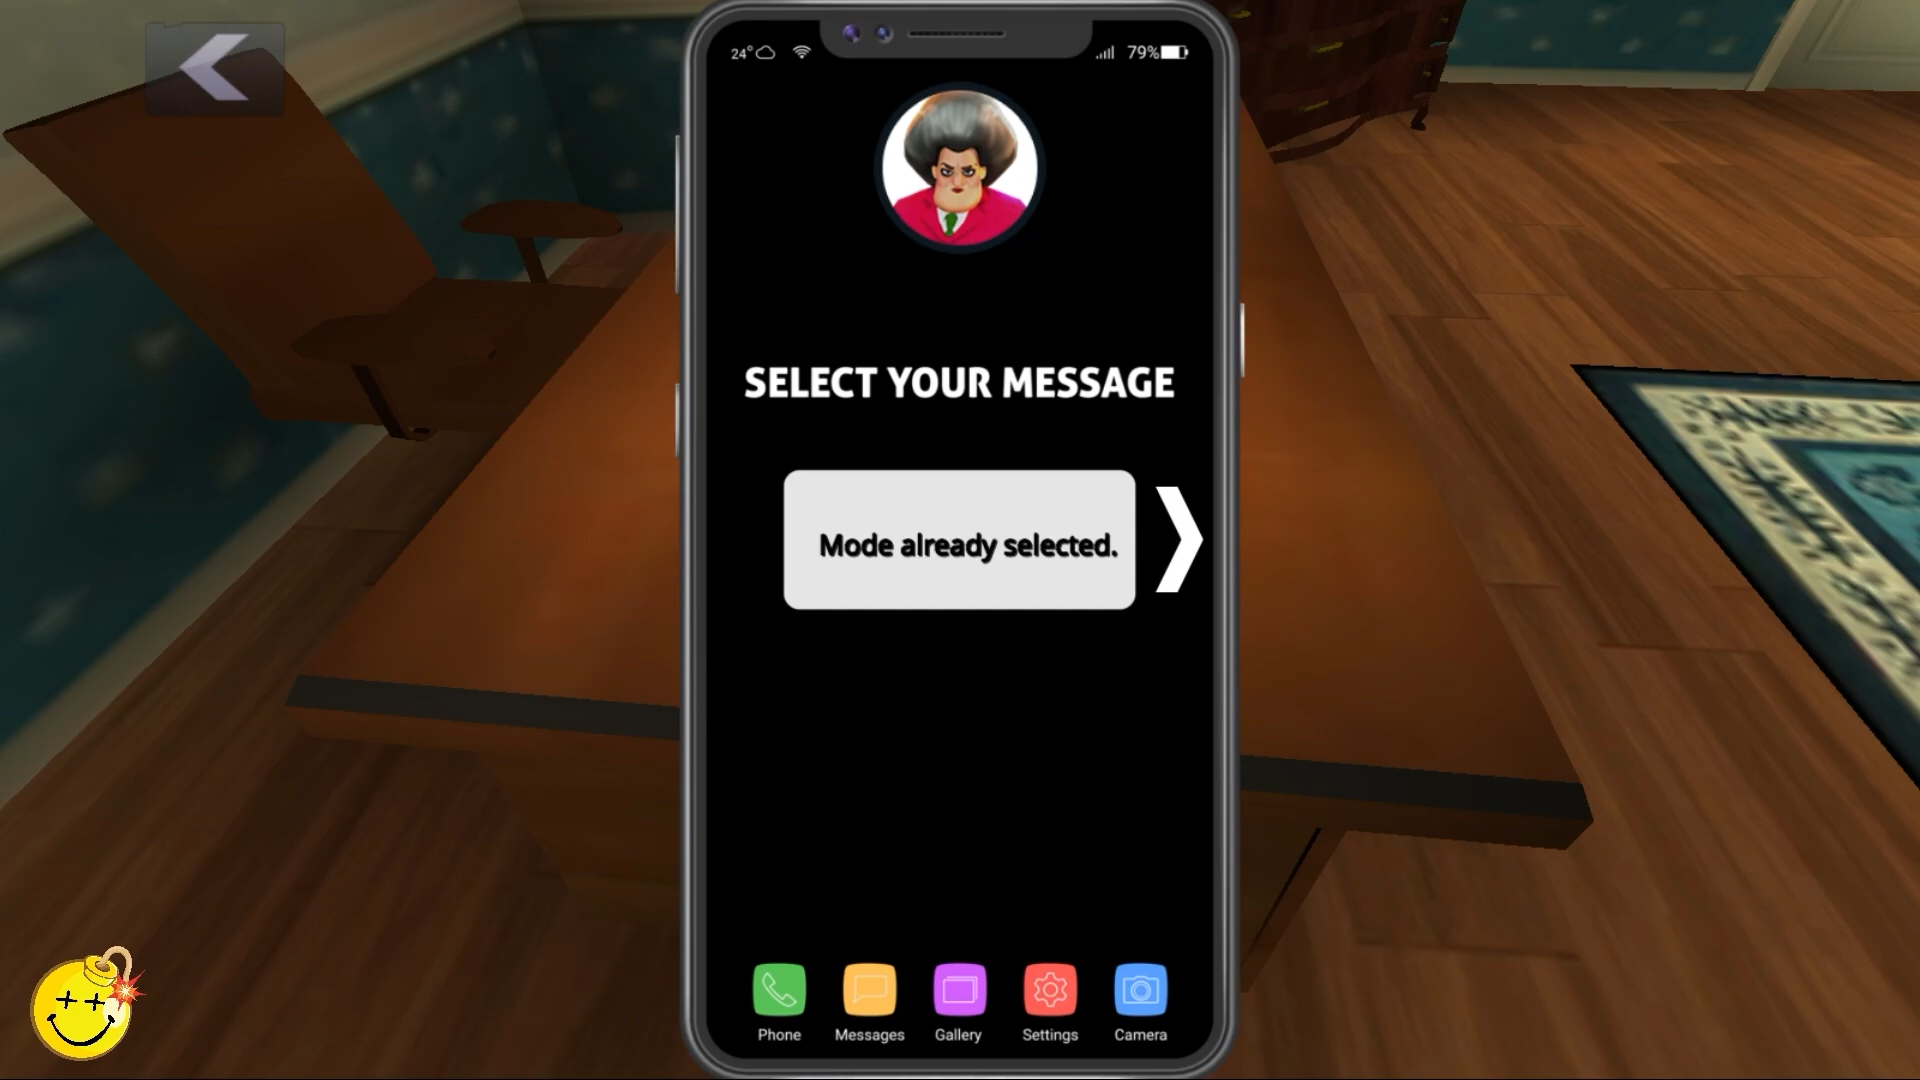 24°
79%
SELECT YOUR MESSAGE
Mode already selected.
Phone Messages Gallery Settings Camera